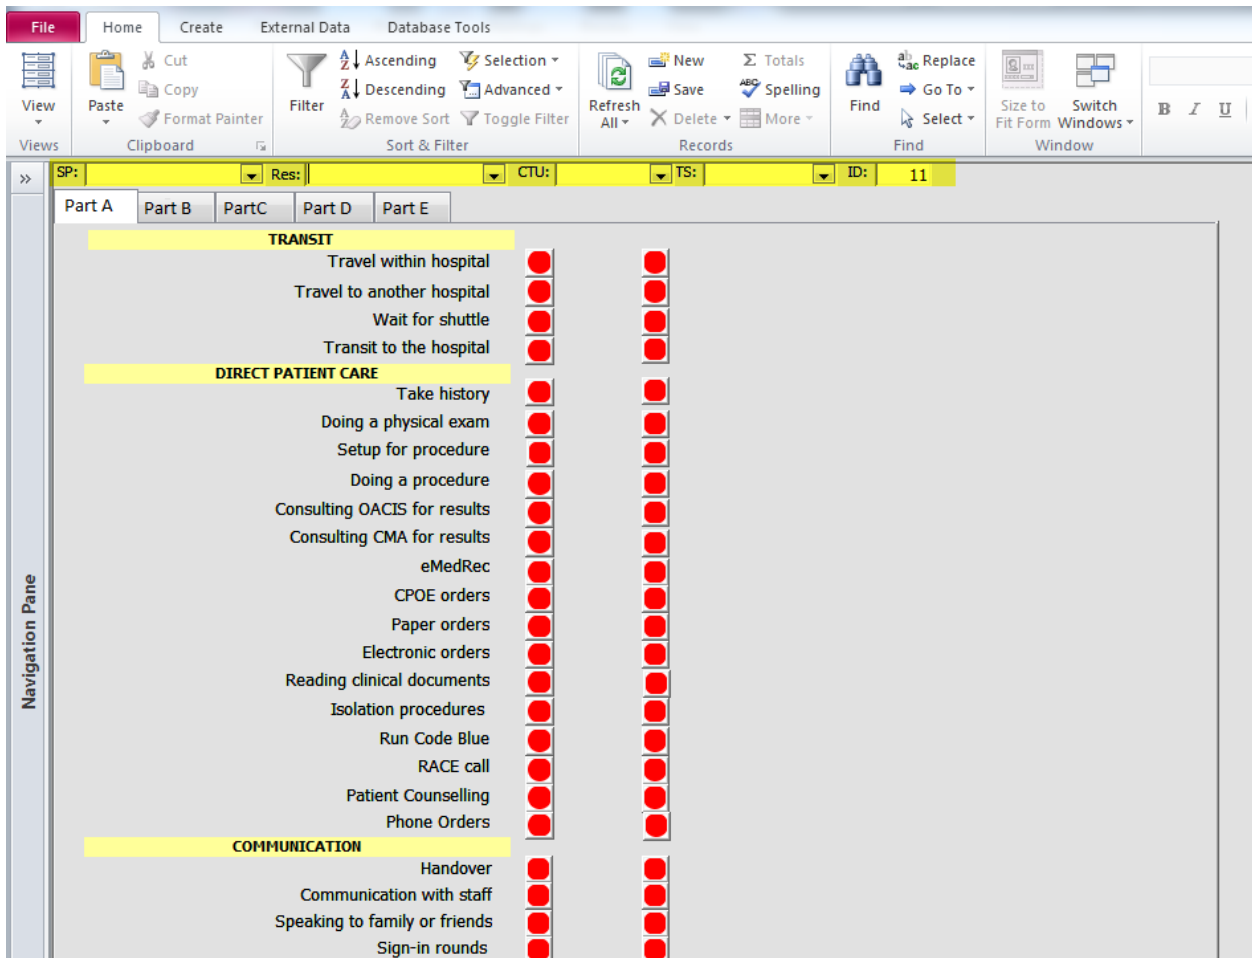 File Home Create External Data Database Tools
Cut Ascending Selection New Totals Replace
Copy Descending Advanced Save Spelling Go To
View Paste Format Painter Filter Remove Sort Toggle Filter Refresh All Delete More Find Select Size to Fit Form Switch Windows B I U
Views Clipboard Sort & Filter Records Find Window
SP: Res: CTU: TS: ID: 11
Part A Part B PartC Part D Part E
TRANSIT
Travel within hospital
Travel to another hospital
Wait for shuttle
Transit to the hospital
DIRECT PATIENT CARE
Take history
Doing a physical exam
Setup for procedure
Doing a procedure
Consulting OACIS for results
Consulting CMA for results
eMedRec
CPOE orders
Paper orders
Electronic orders
Reading clinical documents
Isolation procedures
Run Code Blue
RACE call
Patient Counselling
Phone Orders
COMMUNICATION
Handover
Communication with staff
Speaking to family or friends
Sign-in rounds
Navigation Pane